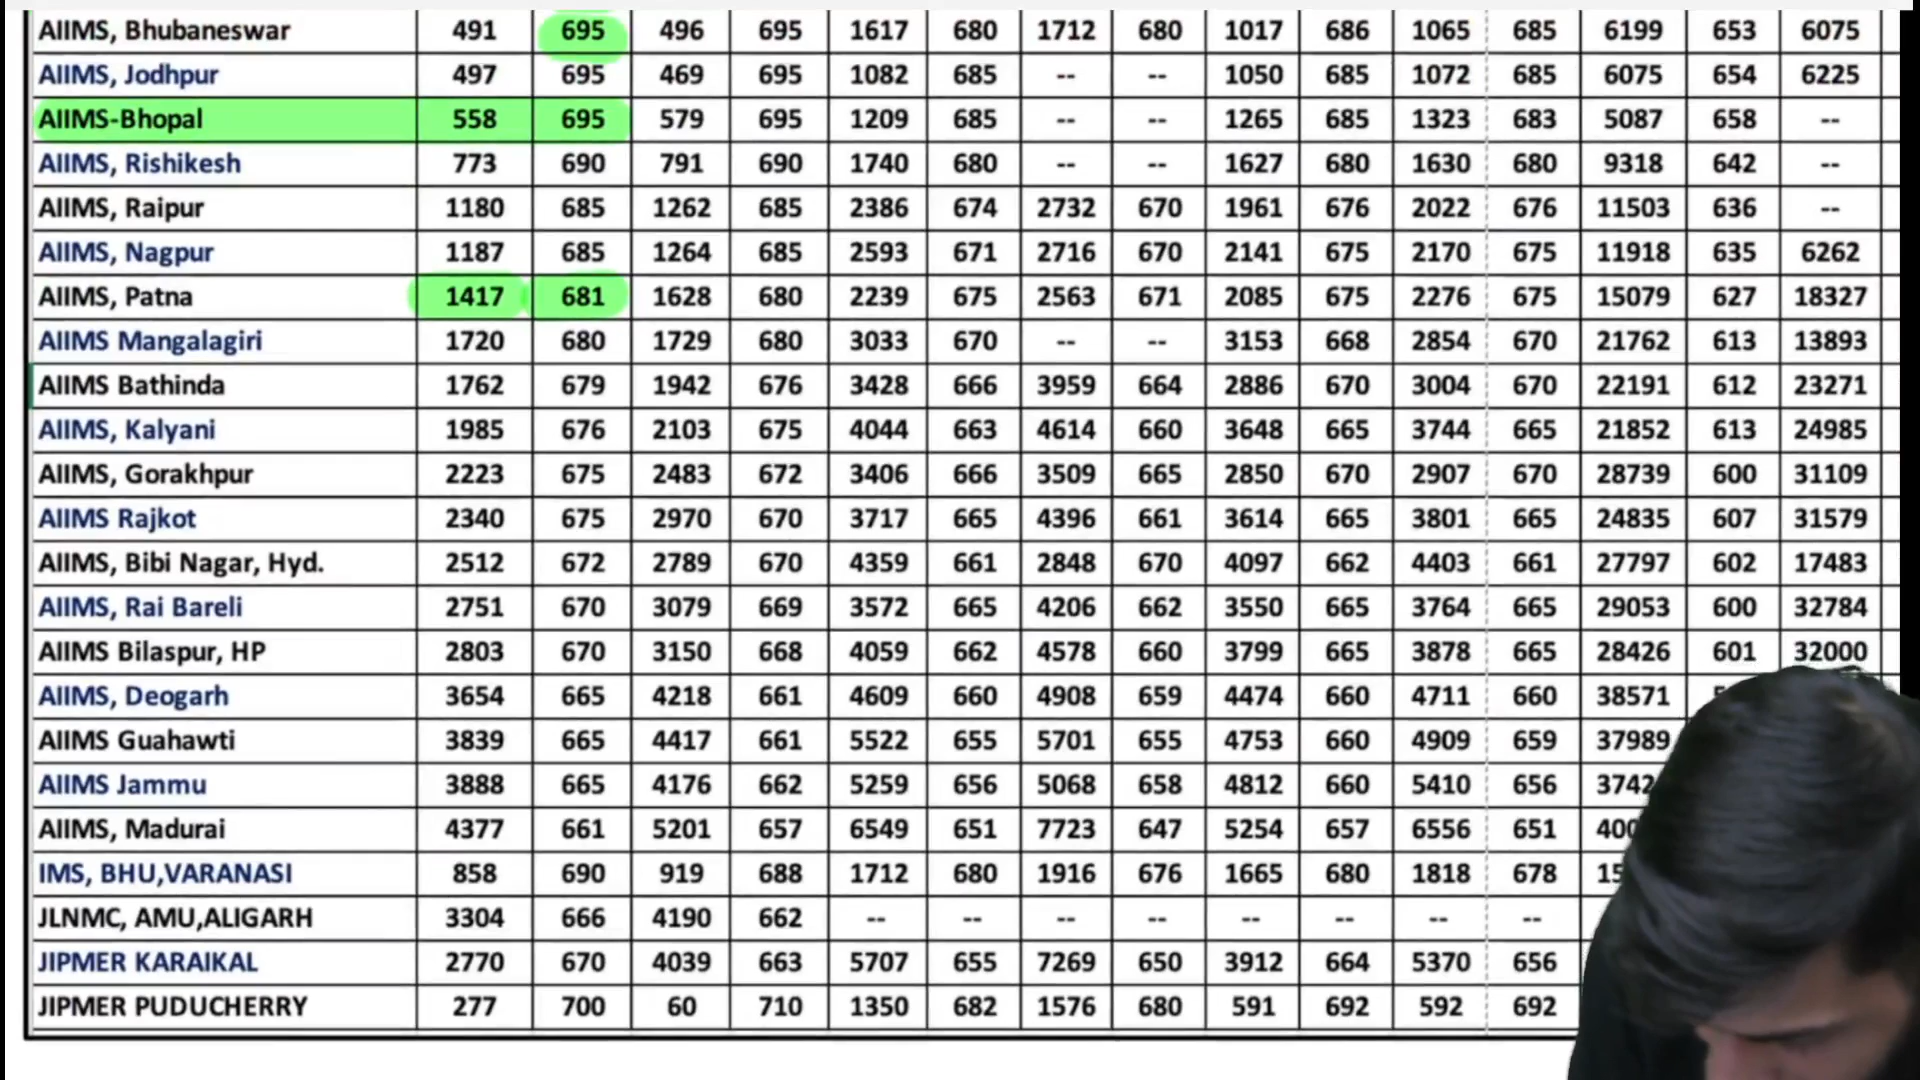 AIIMS, Bhubaneswar 491 695 496 695 1617 680 1712 680 1017 686 1065 685 6199 653 6075
AIIMS, Jodhpur 497 695 469 695 1082 685 -- -- 1050 685 1072 685 6075 654 6225
AIIMS-Bhopal 558 695 579 695 1209 685 -- -- 1265 685 1323 683 5087 658 --
AIIMS, Rishikesh 773 690 791 690 1740 680 -- -- 1627 680 1630 680 9318 642 --
AIIMS, Raipur 1180 685 1262 685 2386 674 2732 670 1961 676 2022 676 11503 636 --
AIIMS, Nagpur 1187 685 1264 685 2593 671 2716 670 2141 675 2170 675 11918 635 6262
AIIMS, Patna 1417 681 1628 680 2239 675 2563 671 2085 675 2276 675 15079 627 18327
AIIMS Mangalagiri 1720 680 1729 680 3033 670 -- -- 3153 668 2854 670 21762 613 13893
AIIMS Bathinda 1762 679 1942 676 3428 666 3959 664 2886 670 3004 670 22191 612 23271
AIIMS, Kalyani 1985 676 2103 675 4044 663 4614 660 3648 665 3744 665 21852 613 24985
AIIMS, Gorakhpur 2223 675 2483 672 3406 666 3509 665 2850 670 2907 670 28739 600 31109
AIIMS Rajkot 2340 675 2970 670 3717 665 4396 661 3614 665 3801 665 24835 607 31579
AIIMS, Bibi Nagar, Hyd. 2512 672 2789 670 4359 661 2848 670 4097 662 4403 661 27797 602 17483
AIIMS, Rai Bareli 2751 670 3079 669 3572 665 4206 662 3550 665 3764 665 29053 600 32784
AIIMS Bilaspur, HP 2803 670 3150 668 4059 662 4578 660 3799 665 3878 665 28426 601 32000
AIIMS, Deogarh 3654 665 4218 661 4609 660 4908 659 4474 660 4711 660 38571
AIIMS Guahawti 3839 665 4417 661 5522 655 5701 655 4753 660 4909 659 37989
AIIMS Jammu 3888 665 4176 662 5259 656 5068 658 4812 660 5410 656
AIIMS, Madurai 4377 661 5201 657 6549 651 7723 647 5254 657 6556 651
IMS, BHU,VARANASI 858 690 919 688 1712 680 1916 676 1665 680 1818 678
JLNMC, AMU,ALIGARH 3304 666 4190 662 -- -- -- -- -- -- -- --
JIPMER KARAIKAL 2770 670 4039 663 5707 655 7269 650 3912 664 5370 656
JIPMER PUDUCHERRY 277 700 60 710 1350 682 1576 680 591 692 592 692